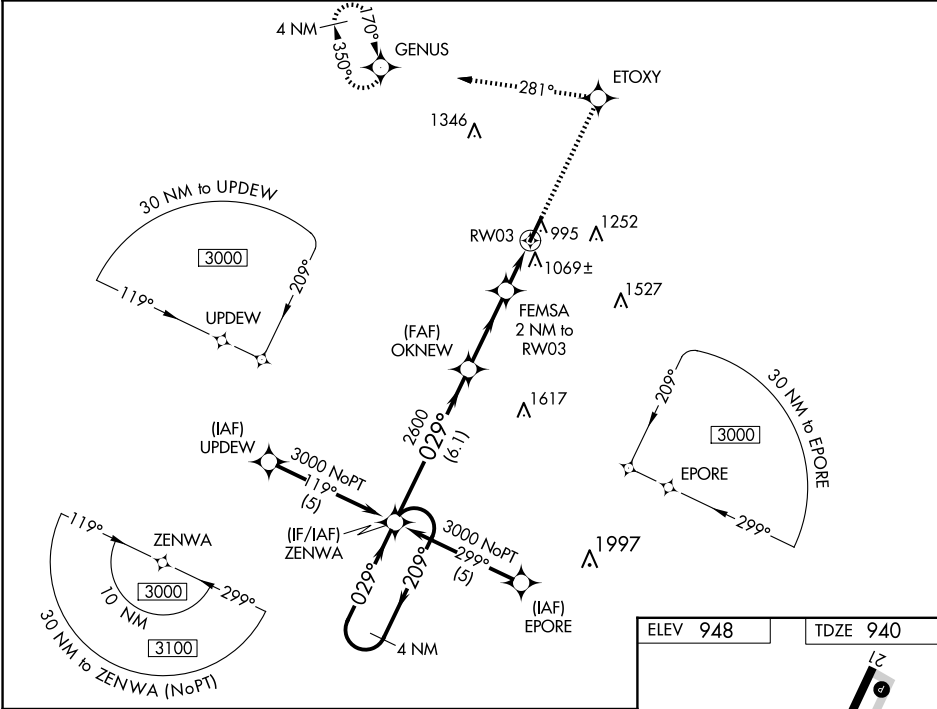 4 NM
170°
350°
GENUS
281°
ETOXY
1346
30 NM to UPDEW
3000
119°
209°
UPDEW
RW03
995
1252
1069±
1527
FEMSA
2 NM to
RW03
(FAF)
OKNEW
1617
30 NM to EPORE
3000
209°
EPORE
299°
2600
029°
(6.1)
(IAF)
UPDEW
3000 NoPT
119°
(5)
(IF/IAF)
ZENWA
3000 NoPT
299°
(5)
(IAF)
EPORE
1997
029°
209°
4 NM
119°
ZENWA
299°
3000
10 NM
3100
30 NM to ZENWA (NoPT)
ELEV 948
TDZE 940
21
P